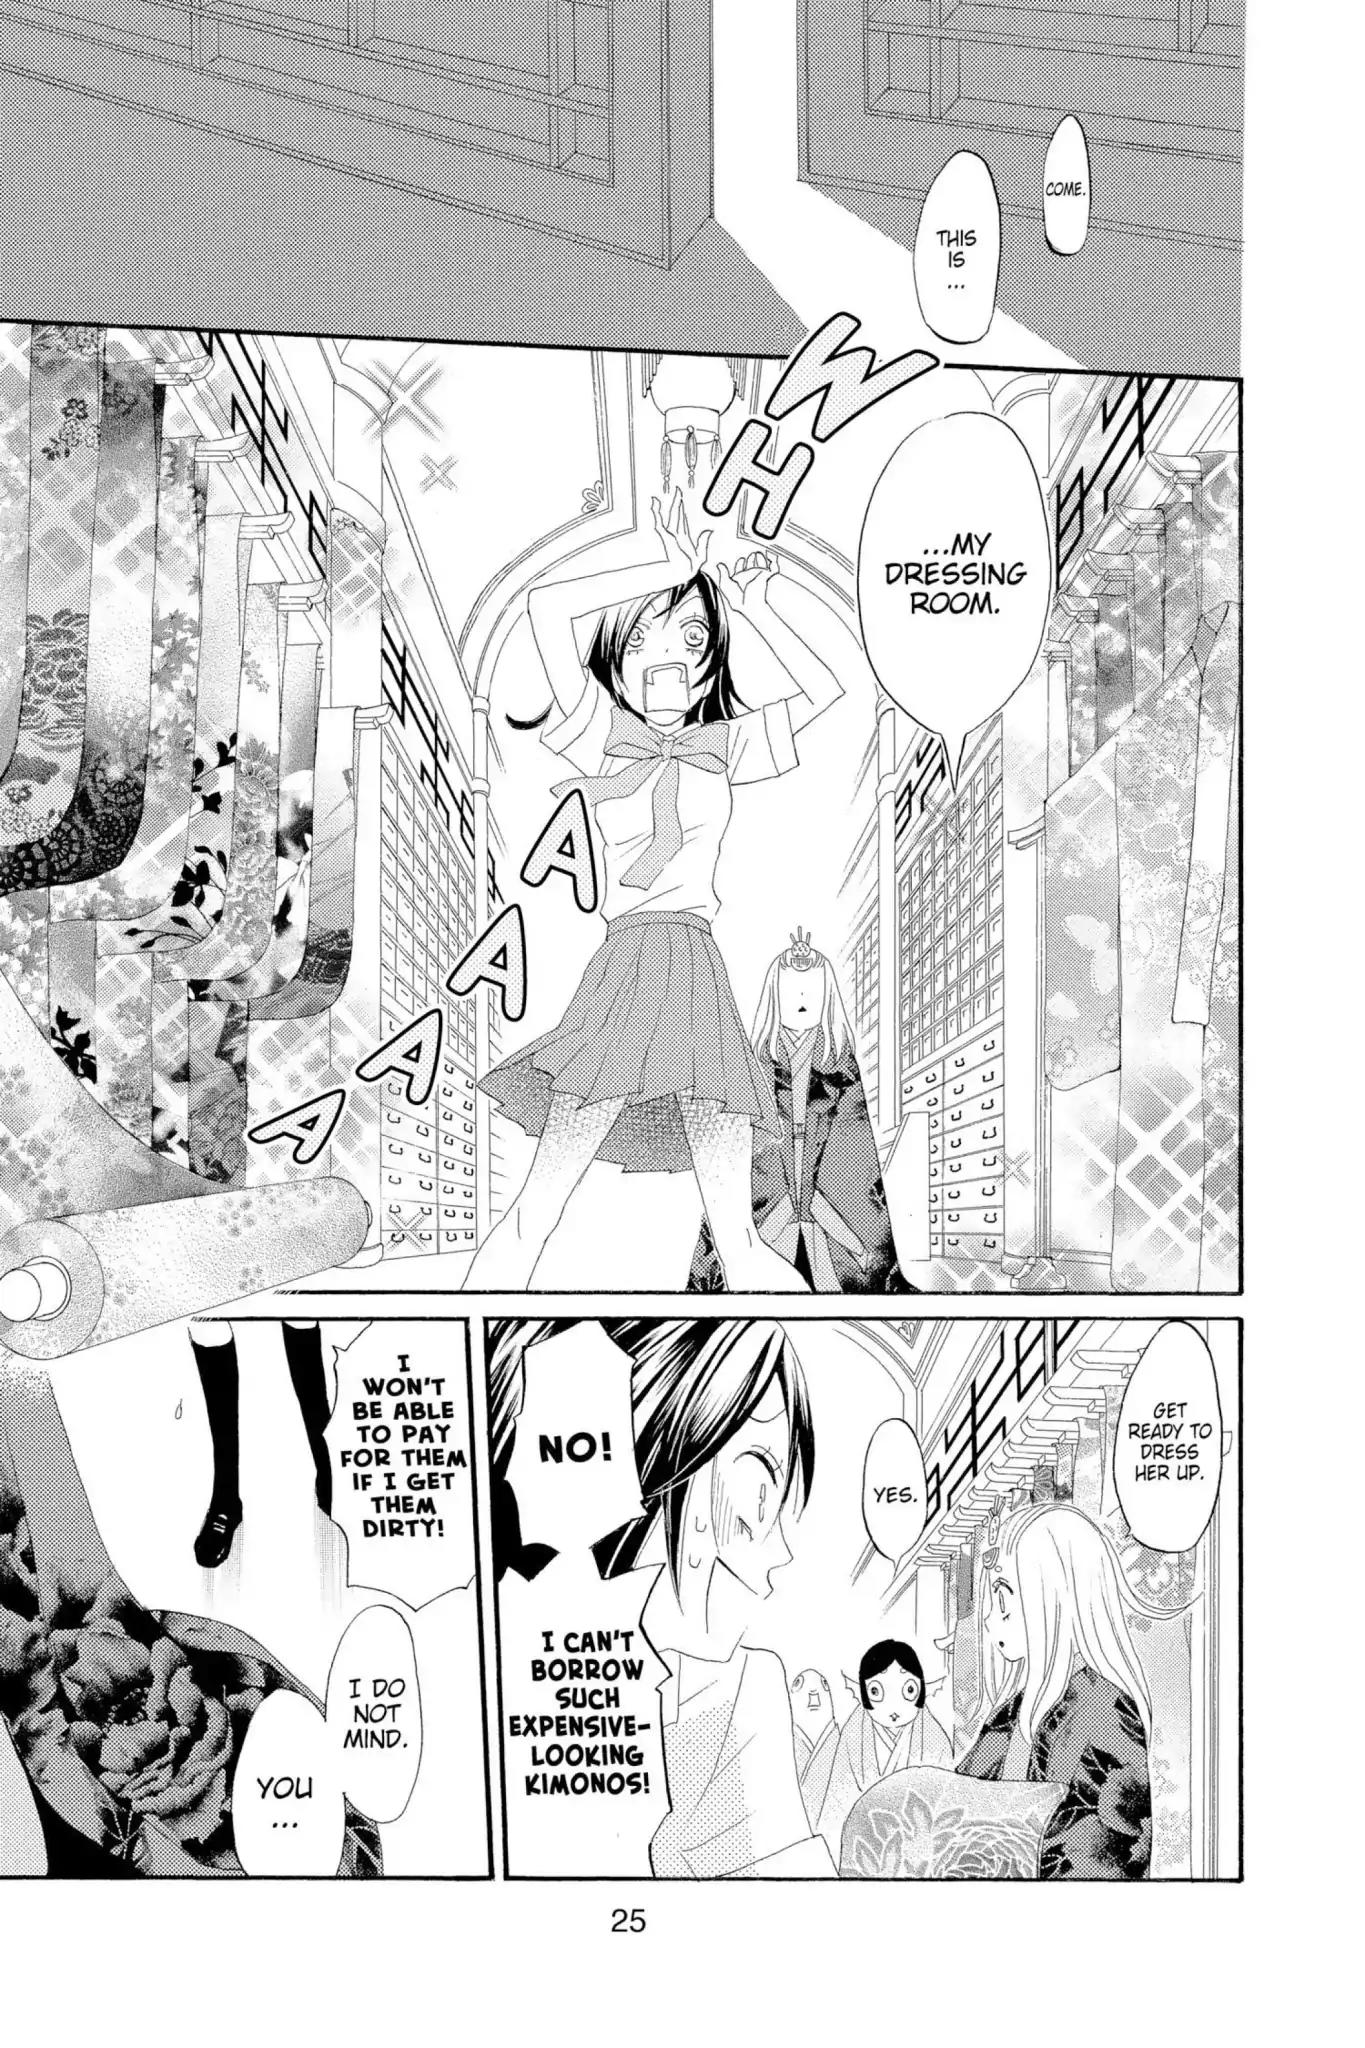 COME.
THIS
IS
...
...MY
DRESSING
ROOM.
WH
AAAAA
GET
READY TO
DRESS
HER UP.
YES.
NO!
I CAN'T
BORROW
SUCH
EXPENSIVE-
LOOKING
KIMONOS!
I
WON'T
BE ABLE
TO PAY
FOR THEM
IF I GET
THEM
DIRTY!
I DO
NOT
MIND.
YOU
...
25